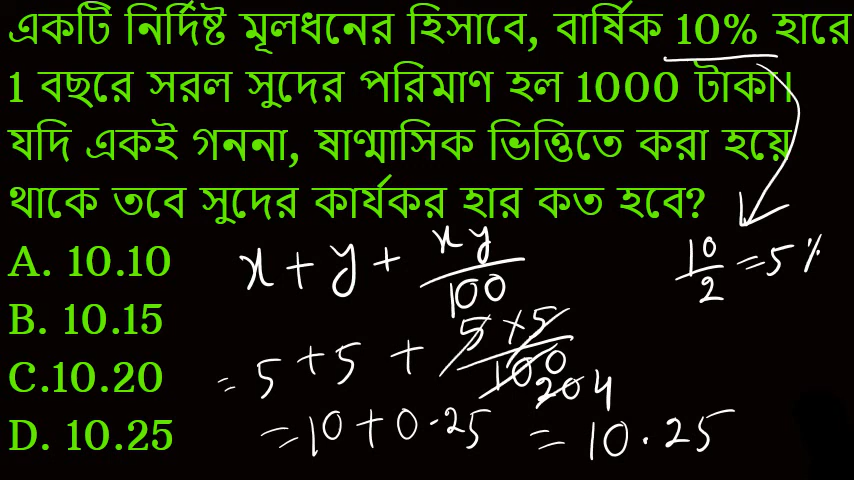 একটি নির্দিষ্ট মূলধনের হিসাবে, বার্ষিক 10% হারে
1 বছরে সরল সুদের পরিমাণ হল 1000 টাকা।
যদি একই গননা, ষাণ্মাসিক ভিত্তিতে করা হয়ে
থাকে তবে সুদের কার্যকর হার কত হবে?
A. 10.10
B. 10.15
C.10.20
D. 10.25
x + y + xy/100
10/2 = 5%
= 5 + 5 + 5+5/100 20 4
= 10 + 0.25 = 10.25